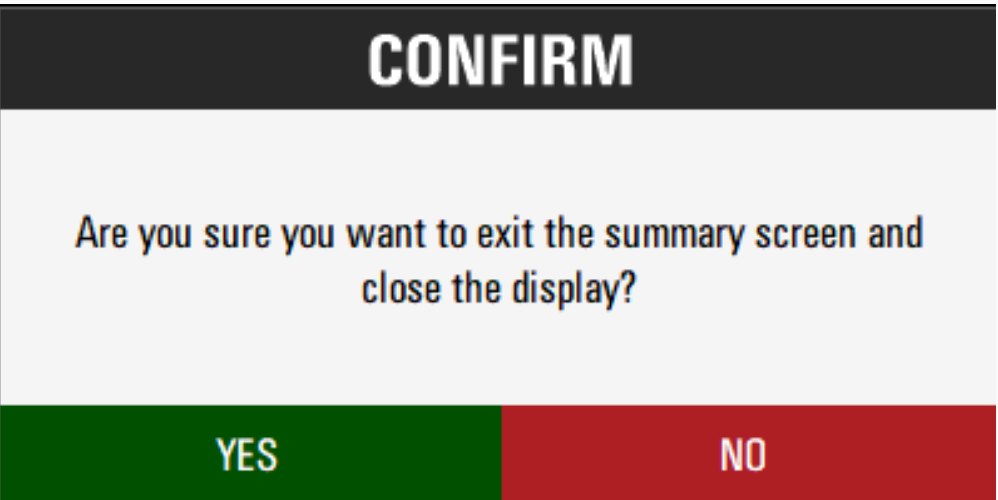 CONFIRM
Are you sure you want to exit the summary screen and
close the display?
YES
NO